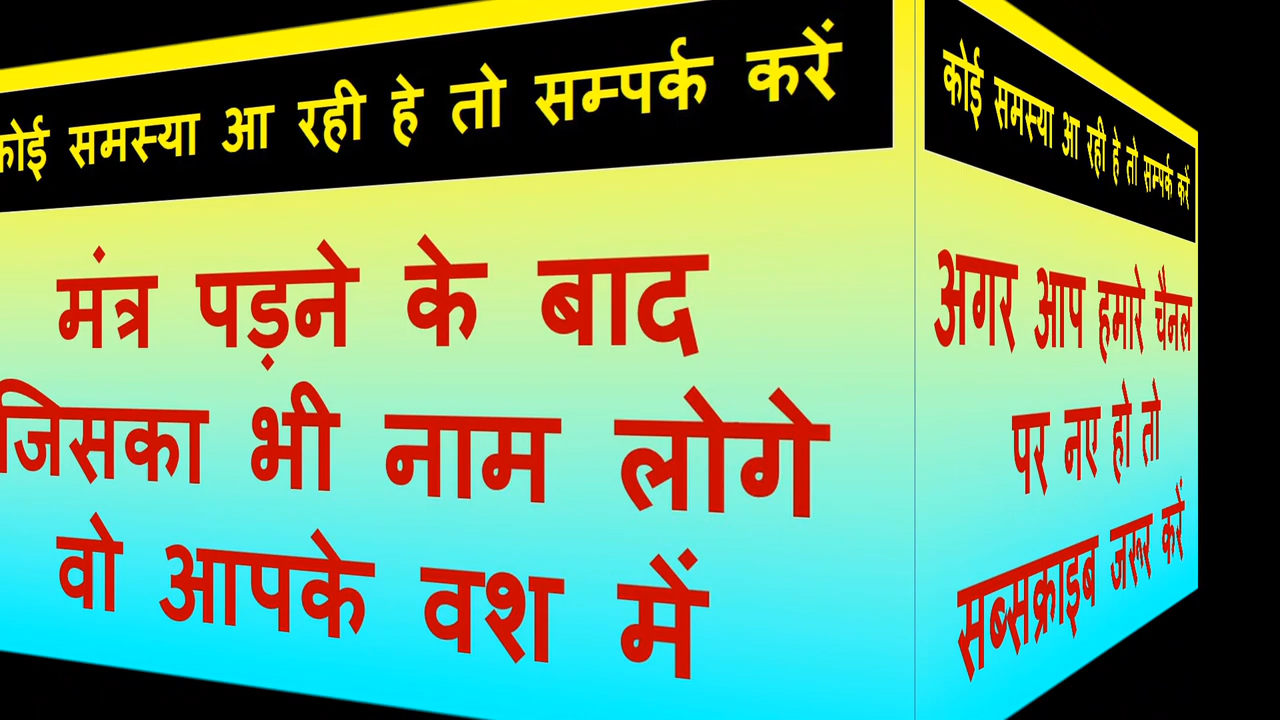 कोई समस्या आ रही हे तो सम्पर्क करें
मंत्र पड़ने के बाद
जिसका भी नाम लोगे
वो आपके वश में
कोई समस्या आ रही हे तो सम्पर्क करें
अगर आप हमारे चैनल
पर नए हो तो
सब्सक्राइब जरूर करें